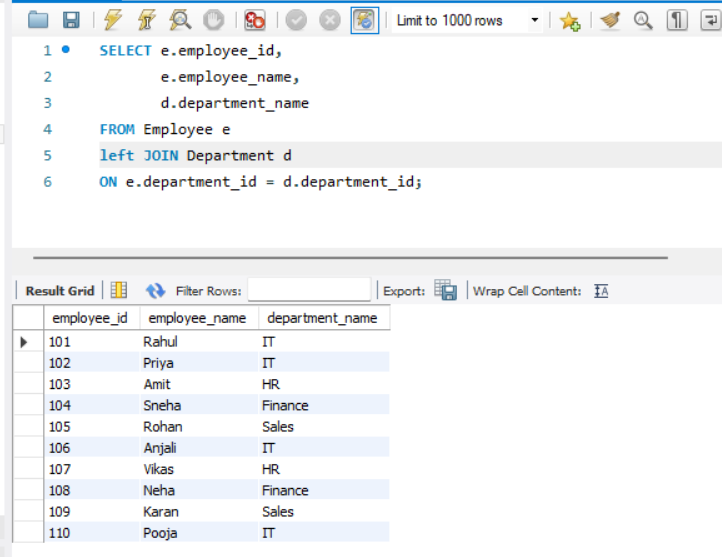 Limit to 1000 rows
1 SELECT e.employee_id,
2 e.employee_name,
3 d.department_name
4 FROM Employee e
5 left JOIN Department d
6 ON e.department_id = d.department_id;
Result Grid Filter Rows: Export: Wrap Cell Content: IA
employee_id employee_name department_name
101 Rahul IT
102 Priya IT
103 Amit HR
104 Sneha Finance
105 Rohan Sales
106 Anjali IT
107 Vikas HR
108 Neha Finance
109 Karan Sales
110 Pooja IT